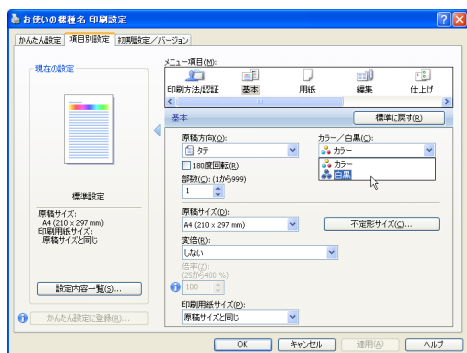 お使いの機種名 印刷設定
かんたん設定 項目別設定 初期設定／バージョン
現在の設定
メニュー項目(M):
印刷方法/認証 基本 用紙 編集 仕上げ
基本 標準に戻す(R)
原稿方向(O): カラー／白黒(C):
タテ カラー
180度回転(R) カラー
白黒
部数(C): (1から999)
1
標準設定
原稿サイズ:
A4 (210 x 297 mm)
印刷用紙サイズ:
原稿サイズと同じ
原稿サイズ(D):
A4 (210 x 297 mm) 不定形サイズ(C)...
変倍(B):
しない
倍率(Z):
(25から400 %)
100
設定内容一覧(S)...
印刷用紙サイズ(P):
かんたん設定に登録(R)... 原稿サイズと同じ
OK キャンセル 適用(A) ヘルプ